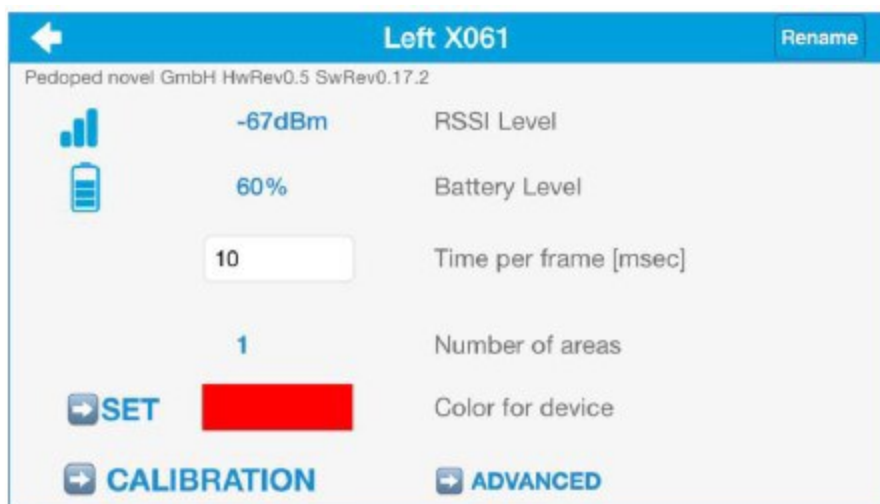 Left X061 Rename
Pedoped novel GmbH HwRev0.5 SwRev0.17.2
-67dBm RSSI Level
60% Battery Level
10 Time per frame [msec]
1 Number of areas
SET Color for device
CALIBRATION ADVANCED